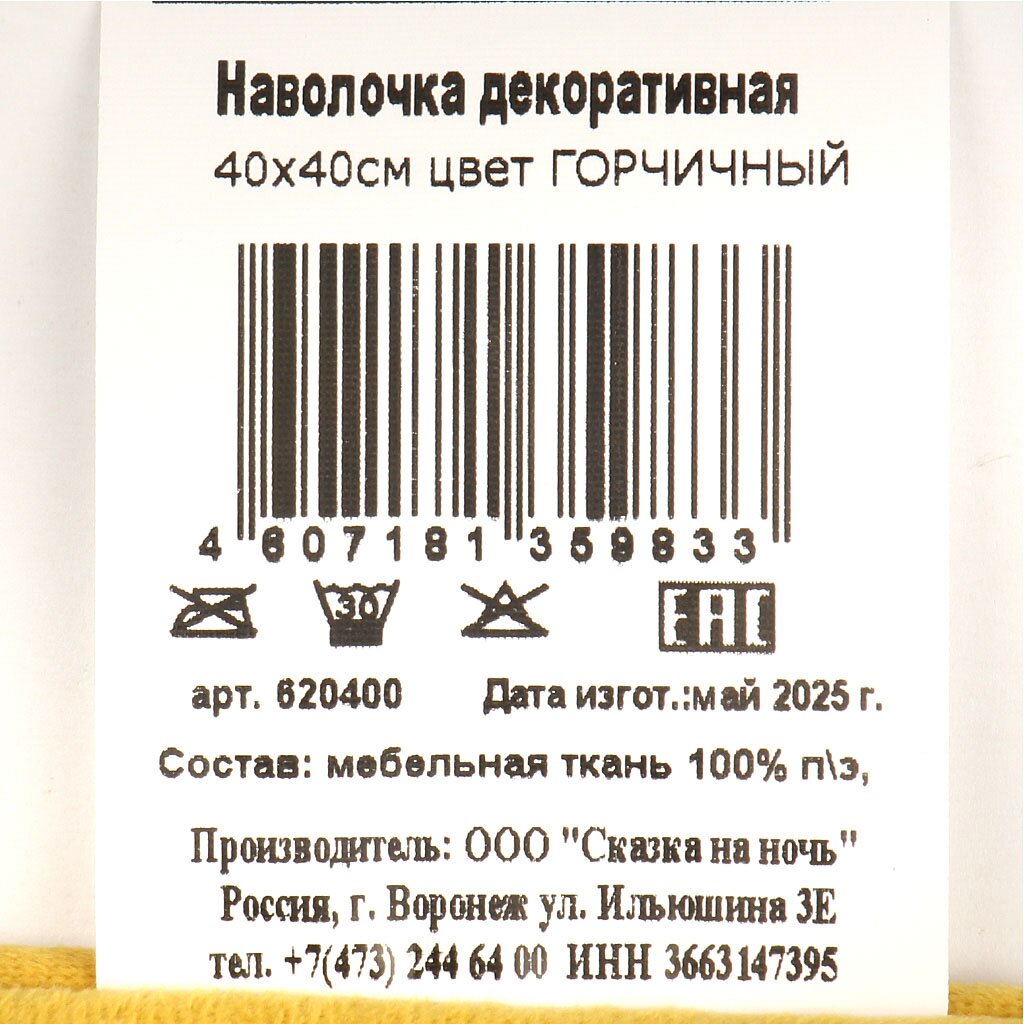 Наволочка декоративная
40х40см цвет ГОРЧИЧНЫЙ
4 607181 359833
30
EAC
арт. 620400 Дата изгот.:май 2025 г.
Состав: мебельная ткань 100% п\э,
Производитель: ООО "Сказка на ночь"
Россия, г. Воронеж ул. Ильюшина 3Е
тел. +7(473) 244 64 00 ИНН 3663147395